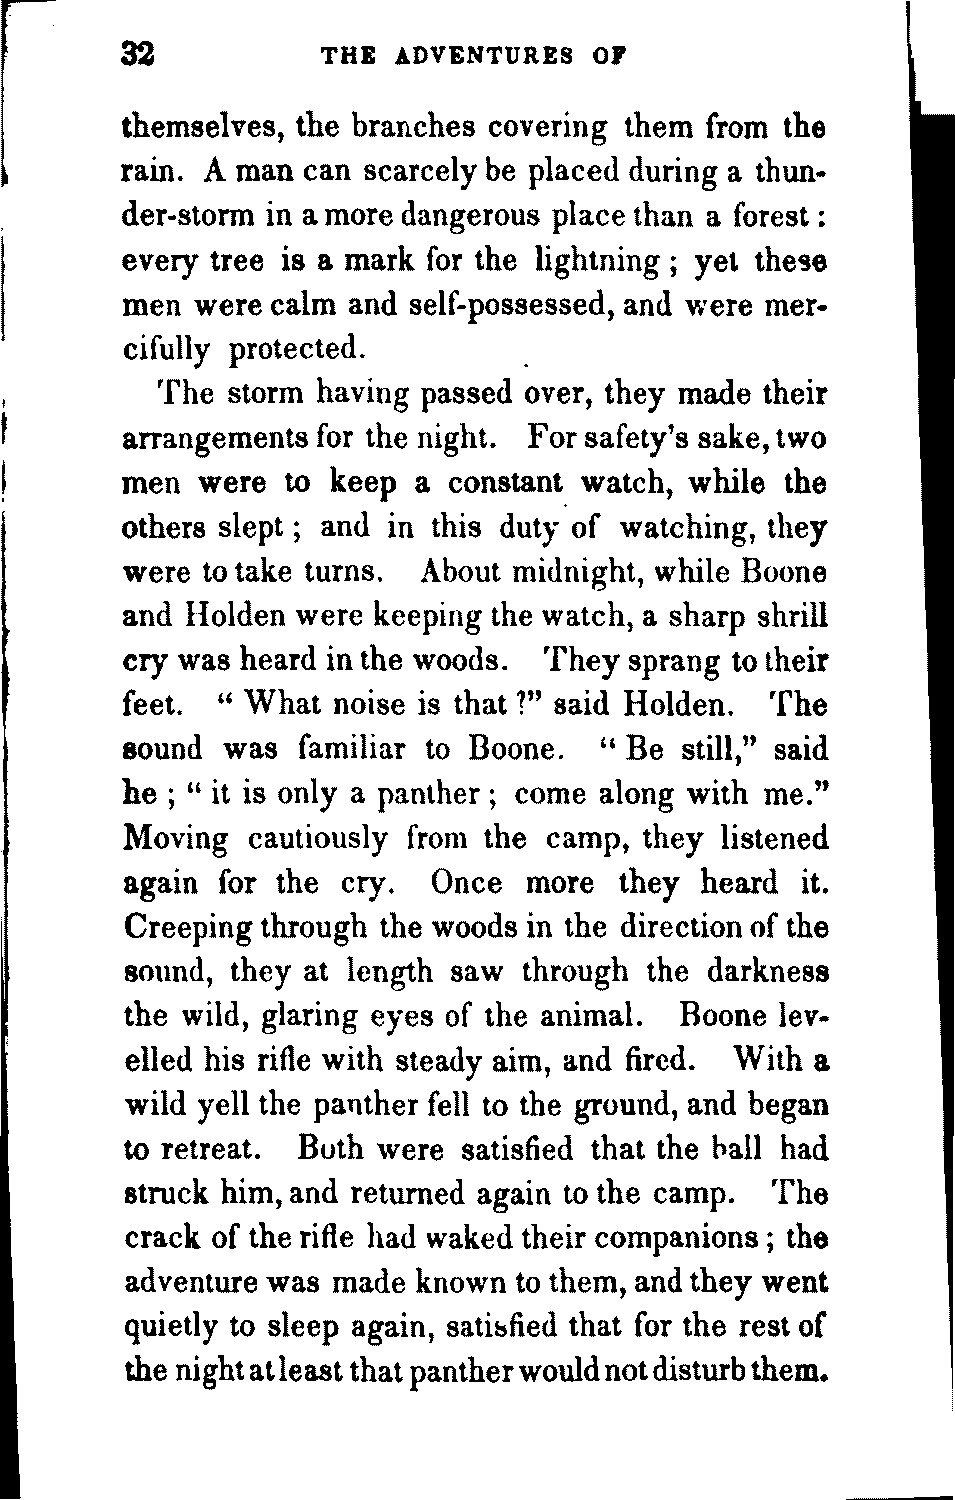 32 THE ADVENTURES OF
themselves, the branches covering them from the
rain. A man can scarcely be placed during a thun-
der-storm in a more dangerous place than a forest :
every tree is a mark for the lightning ; yet these
men were calm and self-possessed, and were mer-
cifully protected.
The storm having passed over, they made their
arrangements for the night. For safety's sake, two
men were to keep a constant watch, while the
others slept ; and in this duty of watching, they
were to take turns. About midnight, while Boone
and Holden were keeping the watch, a sharp shrill
cry was heard in the woods. They sprang to their
feet. “ What noise is that ?” said Holden. The
sound was familiar to Boone. “ Be still,” said
he ; “ it is only a panther ; come along with me.”
Moving cautiously from the camp, they listened
again for the cry. Once more they heard it.
Creeping through the woods in the direction of the
sound, they at length saw through the darkness
the wild, glaring eyes of the animal. Boone lev-
elled his rifle with steady aim, and fired. With a
wild yell the panther fell to the ground, and began
to retreat. Both were satisfied that the ball had
struck him, and returned again to the camp. The
crack of the rifle had waked their companions ; the
adventure was made known to them, and they went
quietly to sleep again, satisfied that for the rest of
the night at least that panther would not disturb them.